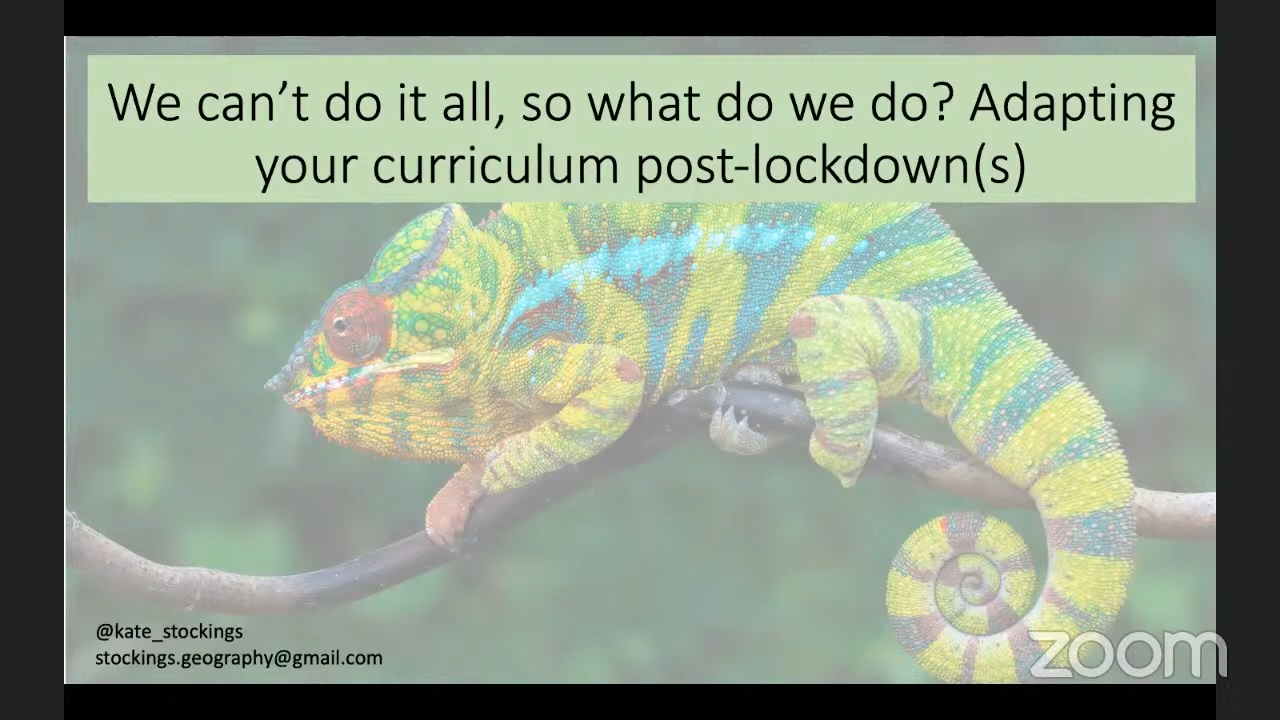 We can’t do it all, so what do we do? Adapting
your curriculum post-lockdown(s)
@kate_stockings
stockings.geography@gmail.com
zoom